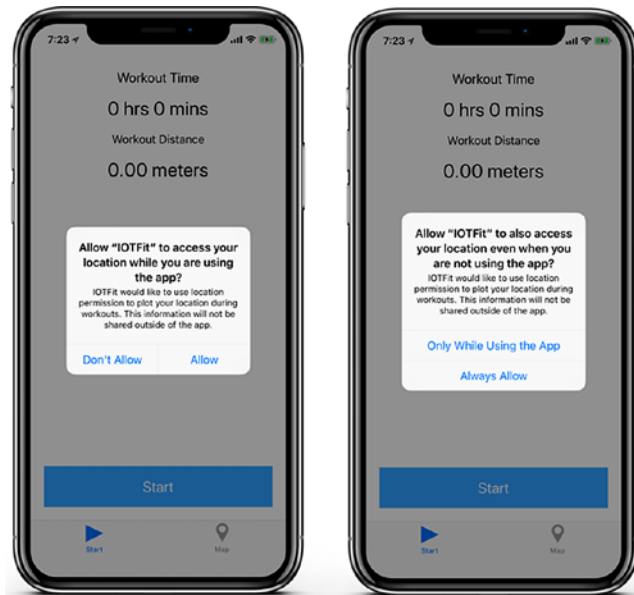 7:23
Workout Time
0 hrs 0 mins
Workout Distance
0.00 meters
Allow “IOTFit” to access your
location while you are using
the app?
IOTFit would like to use location
permission to plot your location during
workouts. This information will not be
shared outside of the app.
Don't Allow
Allow
Start
Start
Map
7:23
Workout Time
0 hrs 0 mins
Workout Distance
0.00 meters
Allow “IOTFit” to also access
your location even when you
are not using the app?
IOTFit would like to use location
permission to plot your location during
workouts. This information will not be
shared outside of the app.
Only While Using the App
Always Allow
Start
Start
Map